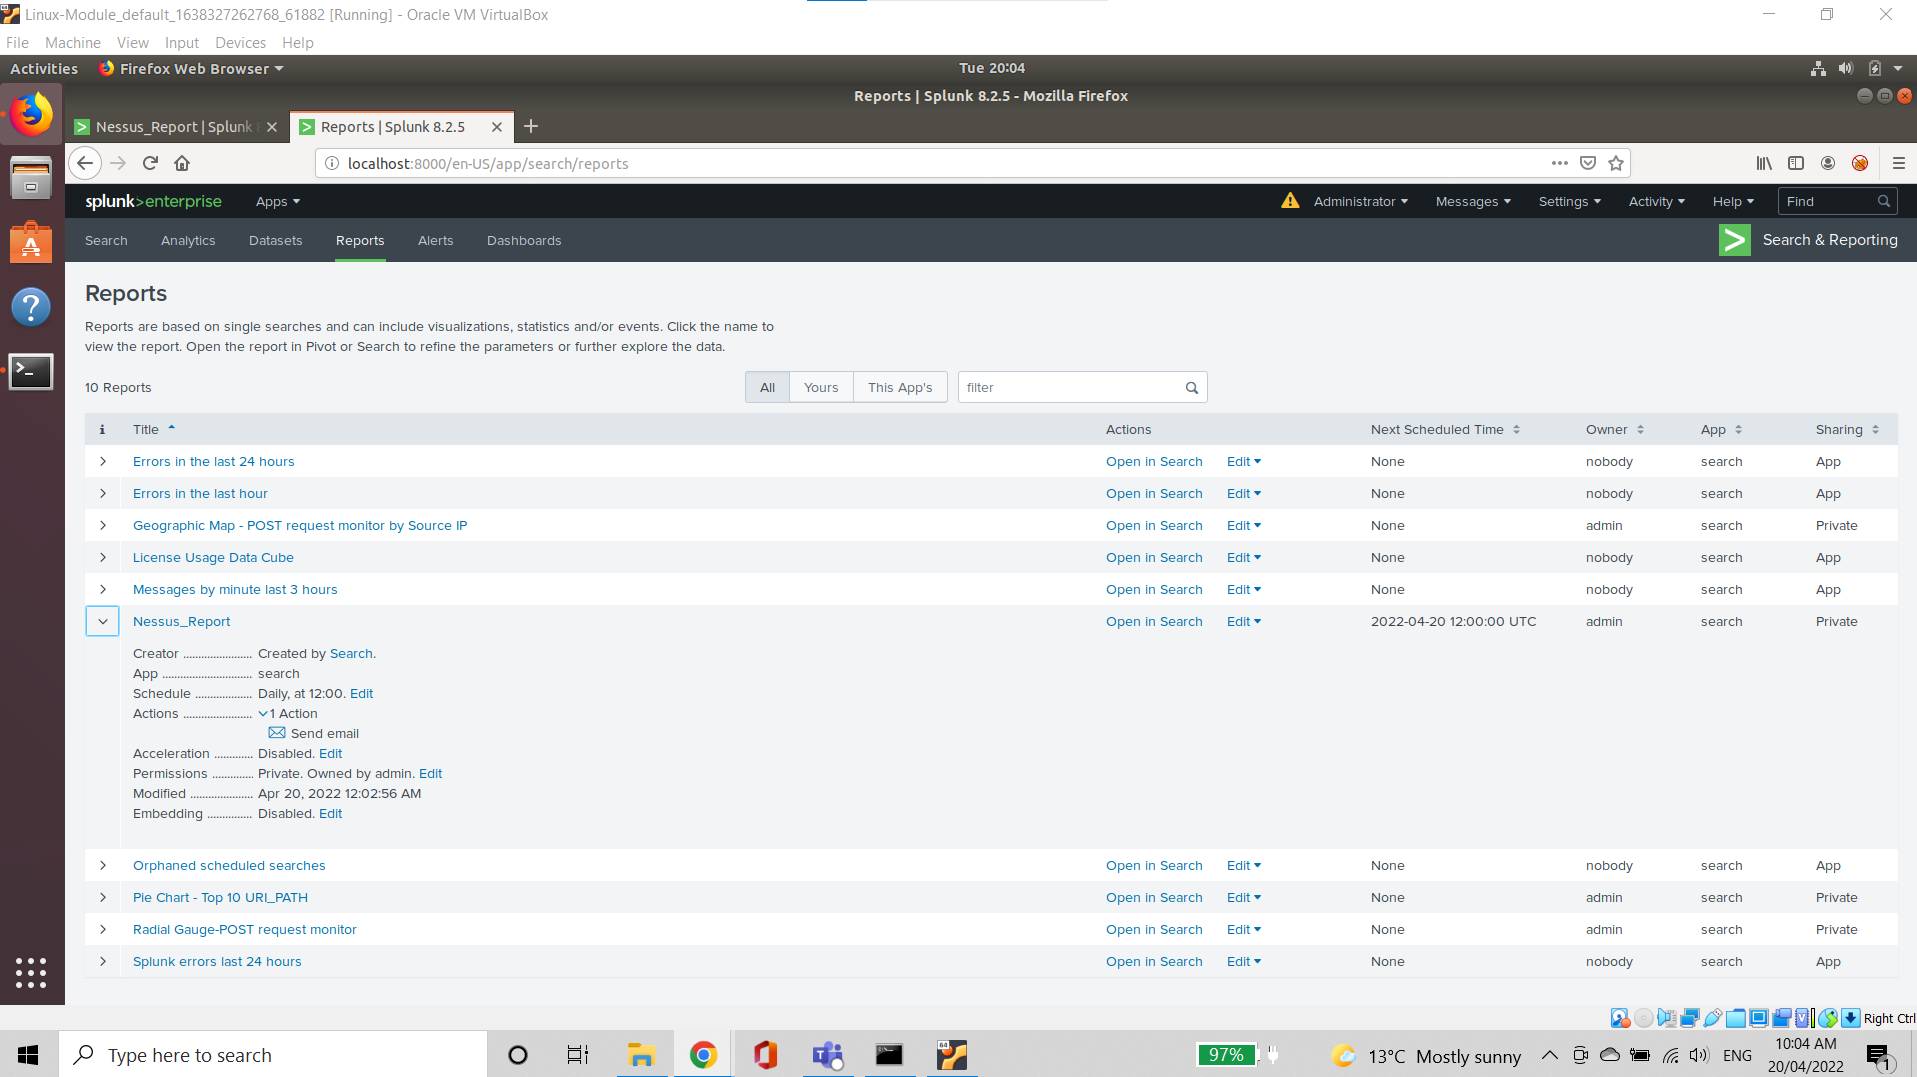 Linux-Module_default_1638327262768_61882 [Running] - Oracle VM VirtualBox
File Machine View Input Devices Help
Activities Firefox Web Browser Tue 20:04
Reports | Splunk 8.2.5 - Mozilla Firefox
Nessus_Report | Splunk Reports | Splunk 8.2.5
localhost:8000/en-US/app/search/reports
splunk>enterprise Apps Administrator Messages Settings Activity Help Find
Search Analytics Datasets Reports Alerts Dashboards Search & Reporting
Reports
Reports are based on single searches and can include visualizations, statistics and/or events. Click the name to
view the report. Open the report in Pivot or Search to refine the parameters or further explore the data.
10 Reports All Yours This App's filter
i Title Actions Next Scheduled Time Owner App Sharing
Errors in the last 24 hours Open in Search Edit None nobody search App
Errors in the last hour Open in Search Edit None nobody search App
Geographic Map - POST request monitor by Source IP Open in Search Edit None admin search Private
License Usage Data Cube Open in Search Edit None nobody search App
Messages by minute last 3 hours Open in Search Edit None nobody search App
Nessus_Report Open in Search Edit 2022-04-20 12:00:00 UTC admin search Private
Creator ....................... Created by Search.
App .............................. search
Schedule ................... Daily, at 12:00. Edit
Actions ....................... 1 Action
Send email
Acceleration ............. Disabled. Edit
Permissions .............. Private. Owned by admin. Edit
Modified ..................... Apr 20, 2022 12:02:56 AM
Embedding ............... Disabled. Edit
Orphaned scheduled searches Open in Search Edit None nobody search App
Pie Chart - Top 10 URI_PATH Open in Search Edit None admin search Private
Radial Gauge-POST request monitor Open in Search Edit None admin search Private
Splunk errors last 24 hours Open in Search Edit None nobody search App
Right Ctrl
Type here to search 97% 13°C Mostly sunny ENG 10:04 AM
20/04/2022 1